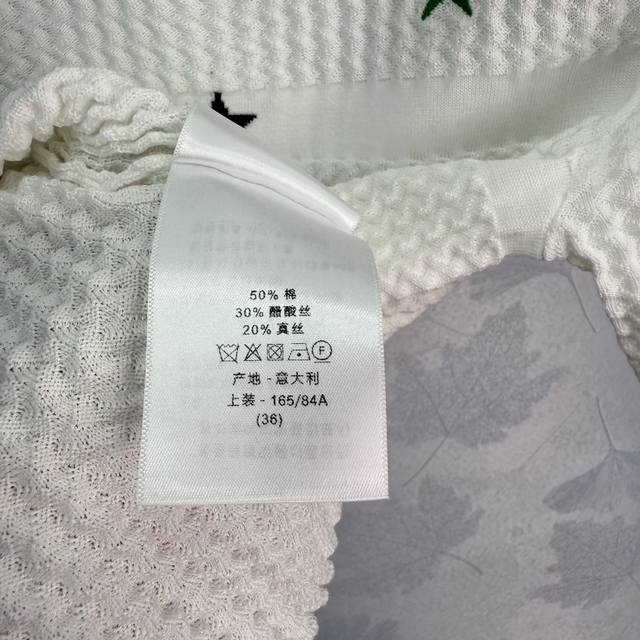 50% 棉
30% 醋酸丝
20% 真丝
F
产地 - 意大利
上装 - 165/84A
(36)